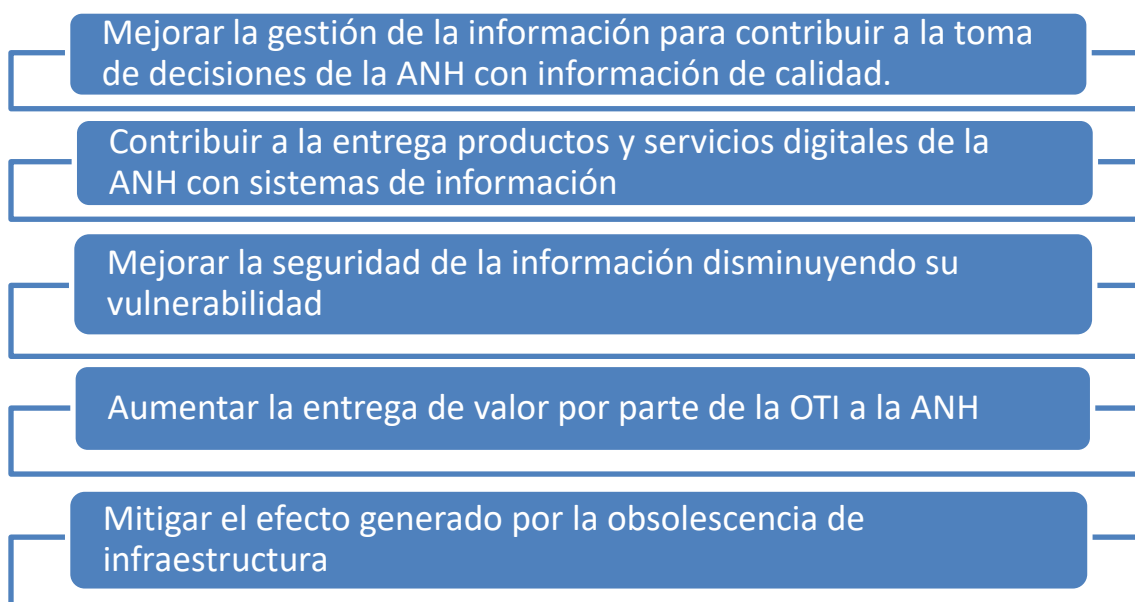 Mejorar la gestión de la información para contribuir a la toma
de decisiones de la ANH con información de calidad.
Contribuir a la entrega productos y servicios digitales de la
ANH con sistemas de información
Mejorar la seguridad de la información disminuyendo su
vulnerabilidad
Aumentar la entrega de valor por parte de la OTI a la ANH
Mitigar el efecto generado por la obsolescencia de
infraestructura